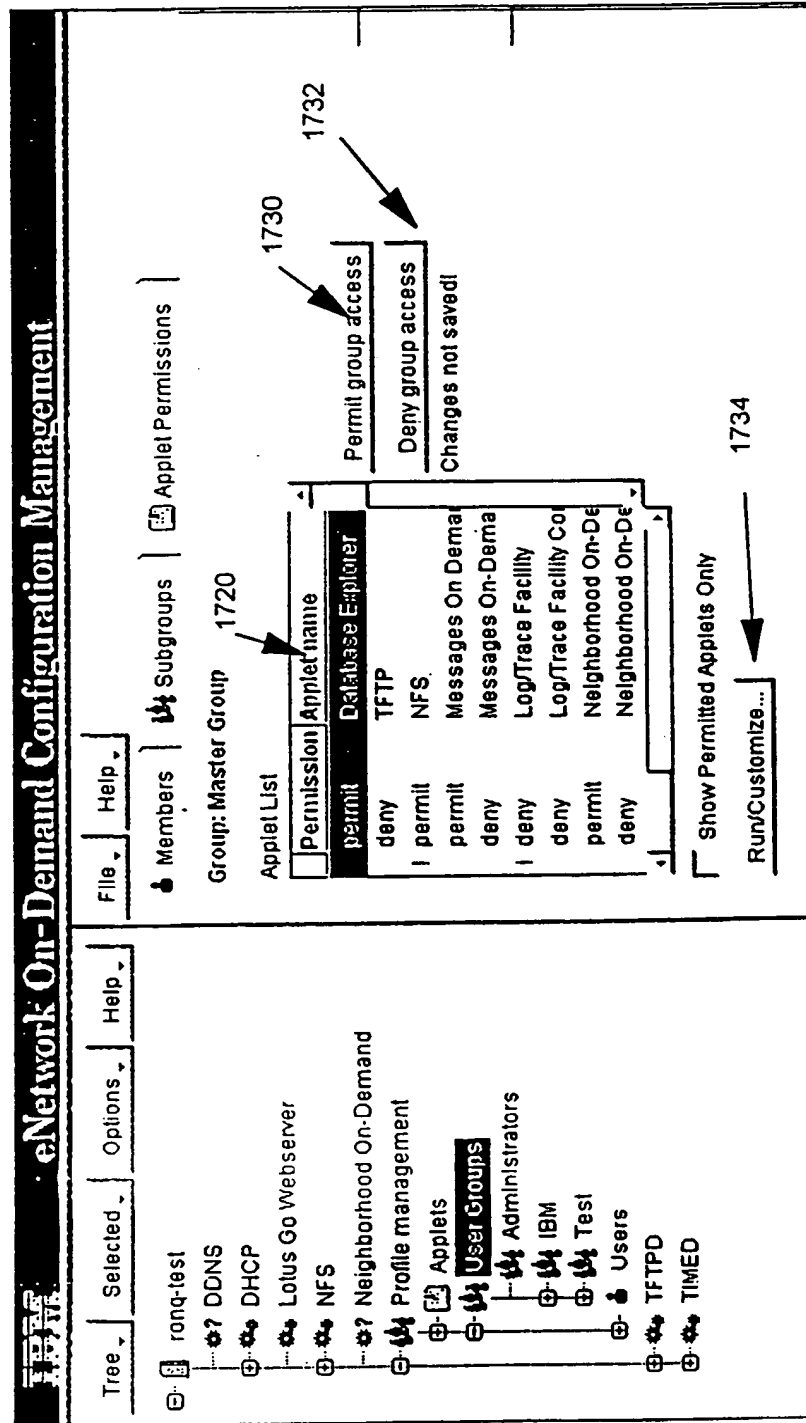 IBM eNetwork On-Demand Configuration Management
Tree Selected Options Help
ronq-test
? DDNS
DHCP
Lotus Go Webserver
NFS
? Neighborhood On-Demand
Profile management
Applets
User Groups
Administrators
IBM
Test
Users
TFTPD
TIMED
File Help
Members Subgroups Applet Permissions
Group: Master Group
1720
Applet List
Permission Applet name
permit Database Explorer
deny TFTP
! permit NFS
permit Messages On Deman
deny Messages On-Dema
! deny Log/Trace Facility
deny Log/Trace Facility Co
permit Neighborhood On-De
deny Neighborhood On-De
Show Permitted Applets Only
Run/Customize...
1734
Permit group access
1730
Deny group access
1732
Changes not saved!